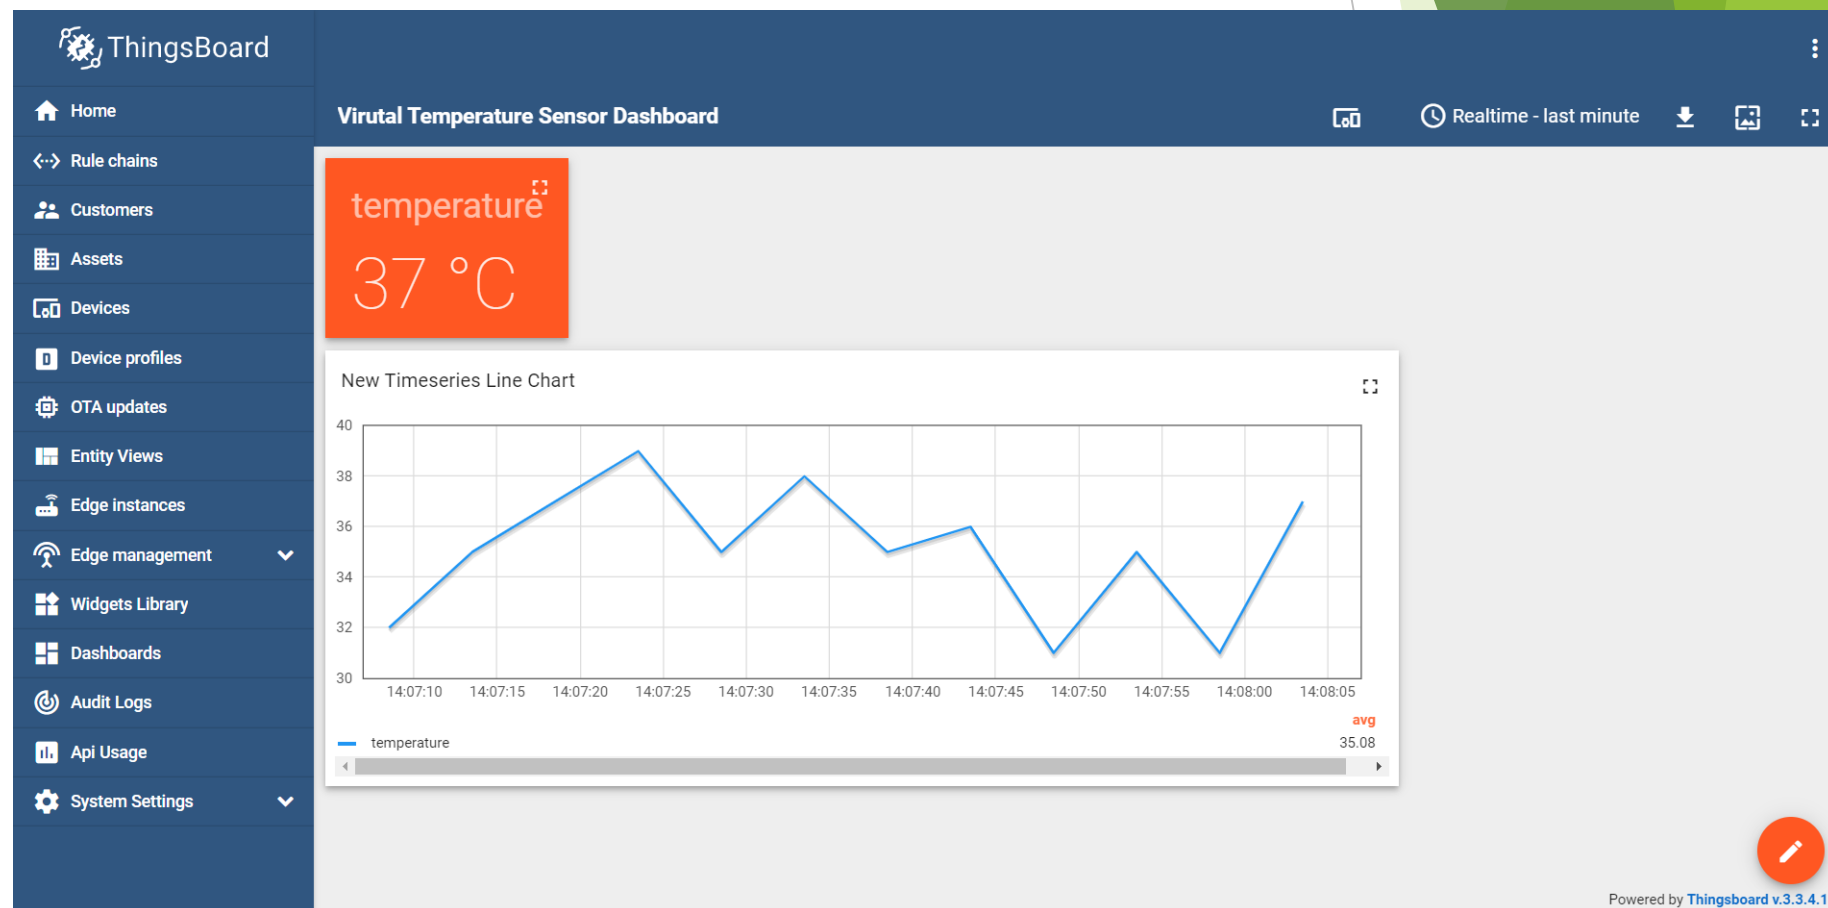 ThingsBoard
Home
Rule chains
Customers
Assets
Devices
Device profiles
OTA updates
Entity Views
Edge instances
Edge management
Widgets Library
Dashboards
Audit Logs
Api Usage
System Settings
Virutal Temperature Sensor Dashboard
Realtime - last minute
temperature
37 °C
New Timeseries Line Chart
40
38
36
34
32
30
14:07:10 14:07:15 14:07:20 14:07:25 14:07:30 14:07:35 14:07:40 14:07:45 14:07:50 14:07:55 14:08:00 14:08:05
avg
temperature 35.08
Powered by Thingsboard v.3.3.4.1